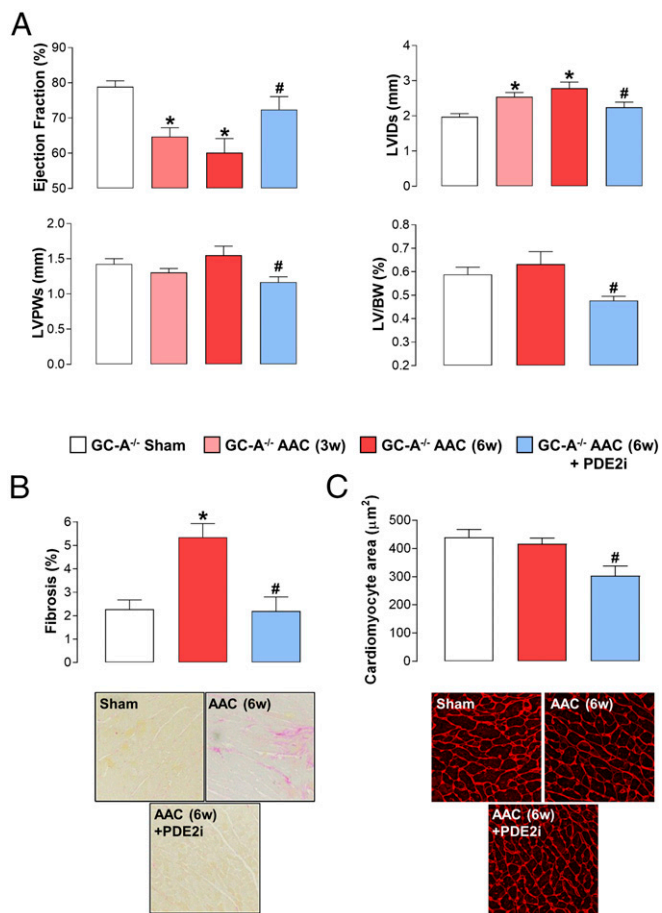 A
Ejection Fraction (%)
90
80
70
60
50
*
*
#
LVIDs (mm)
4
3
2
1
0
*
*
#
LVPWs (mm)
2.0
1.5
1.0
0.5
0.0
#
LV/BW (%)
0.8
0.7
0.6
0.5
0.4
0.3
0.2
#
GC-A-/- Sham
GC-A-/- AAC (3w)
GC-A-/- AAC (6w)
GC-A-/- AAC (6w)
+ PDE2i
B
Fibrosis (%)
6
5
4
3
2
1
0
*
#
Sham
AAC (6w)
AAC (6w)
+PDE2i
C
Cardiomyocyte area (μm2)
500
400
300
200
100
0
#
Sham
AAC (6w)
AAC (6w)
+PDE2i